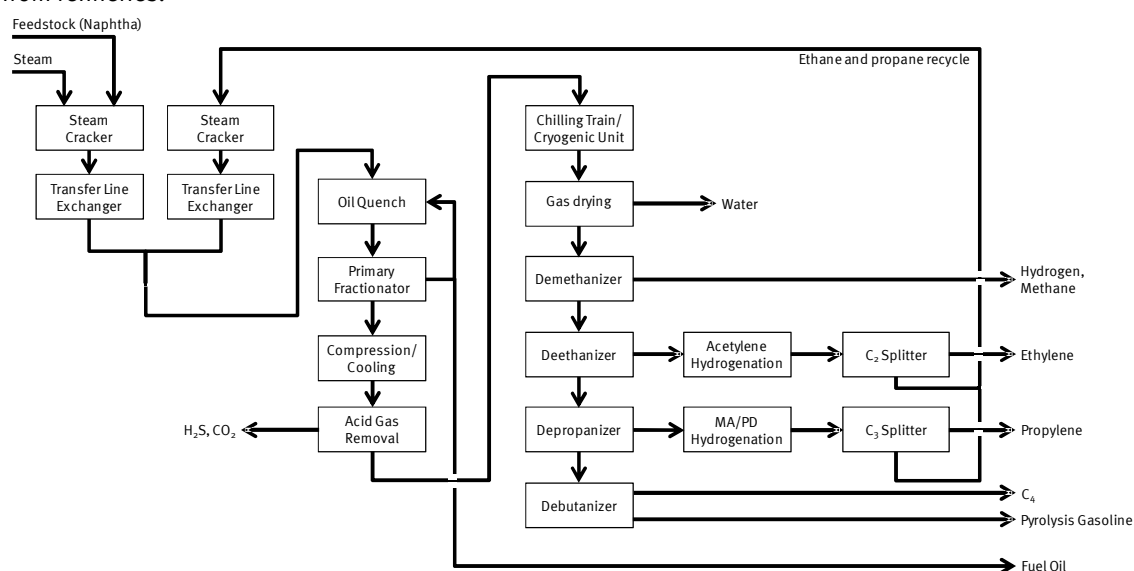 from refineries.
Feedstock (Naphtha)
Steam
Ethane and propane recycle
Steam
Cracker
Steam
Cracker
Chilling Train/
Cryogenic Unit
Transfer Line
Exchanger
Transfer Line
Exchanger
Oil Quench
Gas drying
Water
Primary
Fractionator
Demethanizer
Hydrogen,
Methane
Compression/
Cooling
Deethanizer
Acetylene
Hydrogenation
C₂ Splitter
Ethylene
H₂S, CO₂
Acid Gas
Removal
Depropanizer
MA/PD
Hydrogenation
C₃ Splitter
Propylene
Debutanizer
C₄
Pyrolysis Gasoline
Fuel Oil